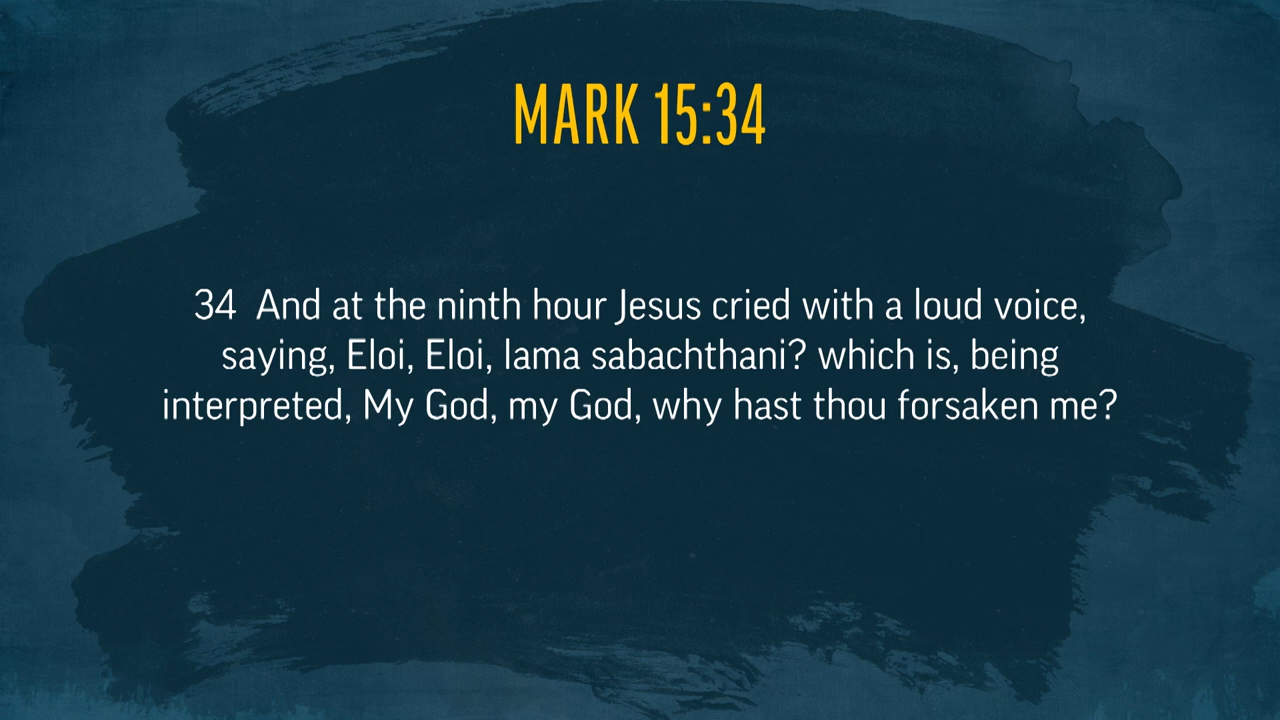 MARK 15:34
34 And at the ninth hour Jesus cried with a loud voice,
saying, Eloi, Eloi, lama sabachthani? which is, being
interpreted, My God, my God, why hast thou forsaken me?